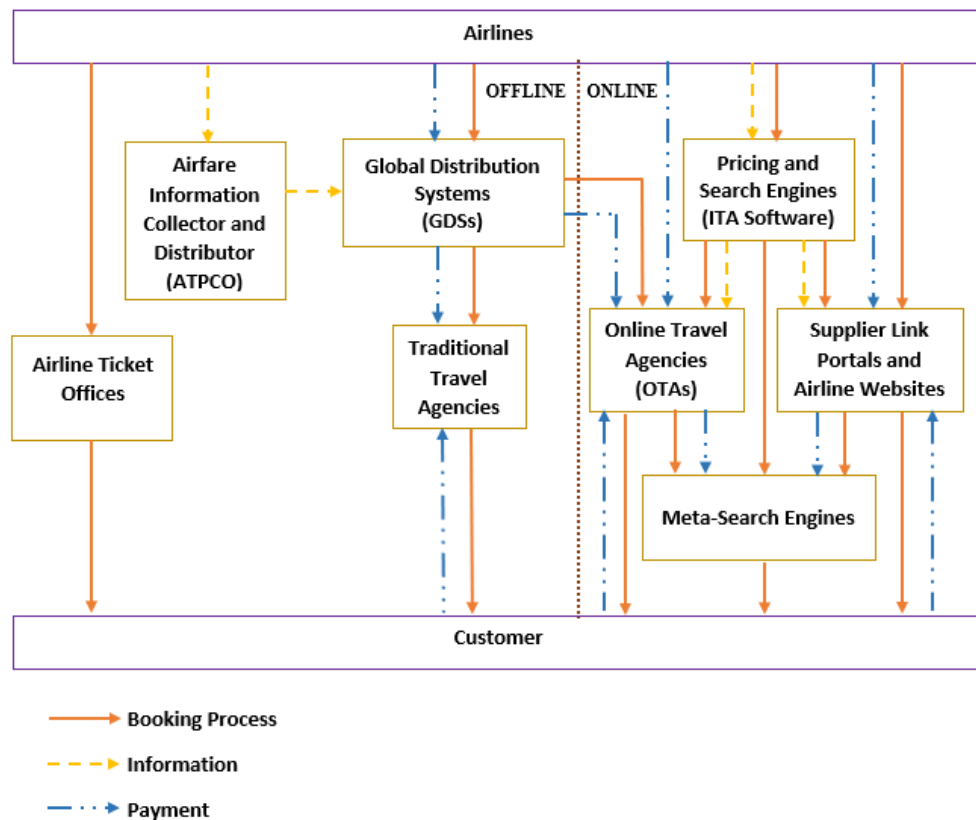 Airlines
OFFLINE
ONLINE
Airfare
Information
Collector and
Distributor
(ATPCO)
Global Distribution
Systems
(GDSs)
Pricing and
Search Engines
(ITA Software)
Airline Ticket
Offices
Traditional
Travel
Agencies
Online Travel
Agencies
(OTAs)
Supplier Link
Portals and
Airline Websites
Meta-Search Engines
Customer
Booking Process
Information
Payment